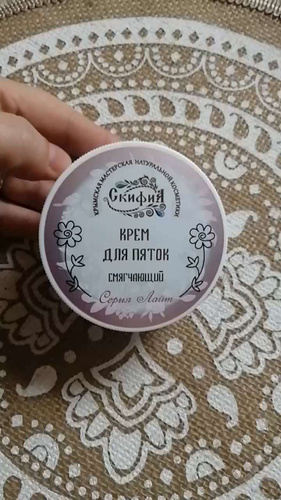 КРЫМСКАЯ МАСТЕРСКАЯ НАТУРАЛЬНОЙ КОСМЕТИКИ
СкифиЯ
КРЕМ
ДЛЯ ПЯТОК
СМЯГЧАЮЩИЙ
Серия Лайт